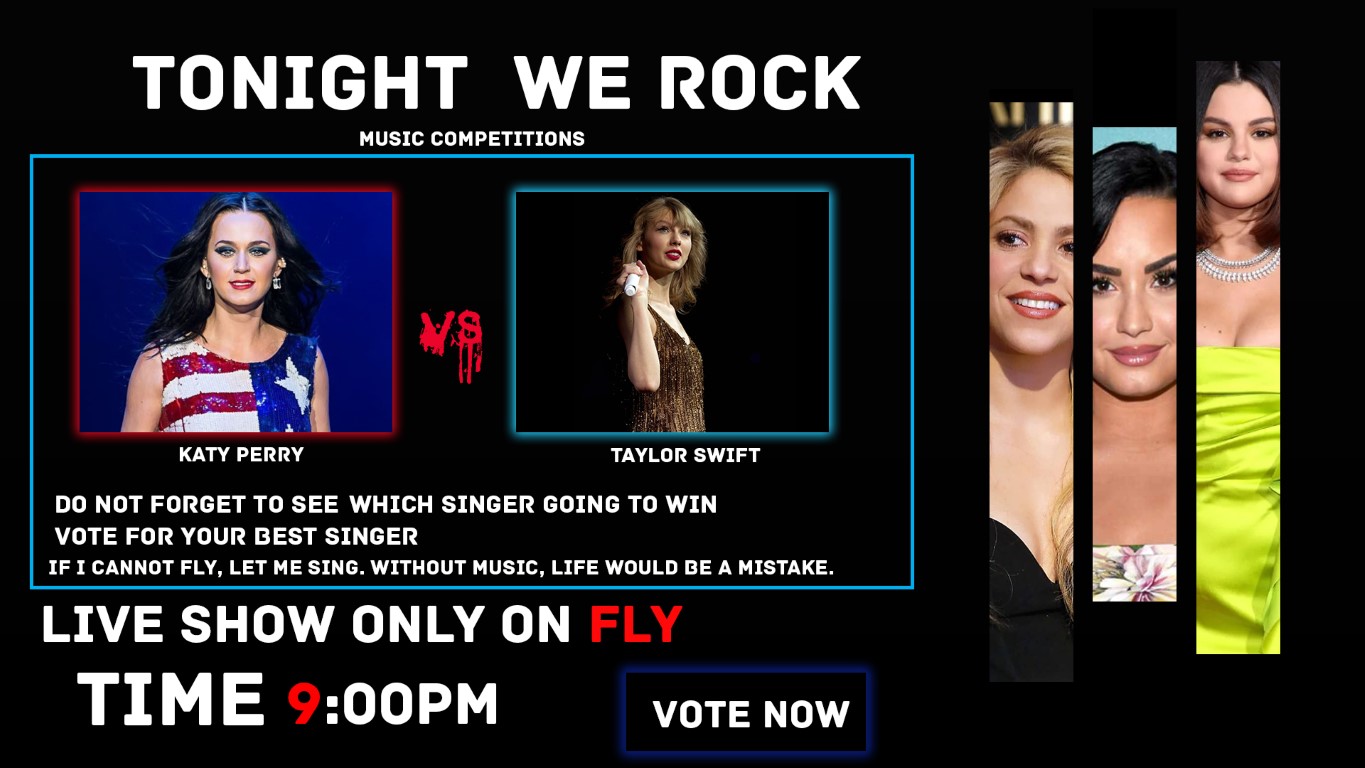 TONIGHT WE ROCK
MUSIC COMPETITIONS
VS
KATY PERRY
TAYLOR SWIFT
DO NOT FORGET TO SEE WHICH SINGER GOING TO WIN
VOTE FOR YOUR BEST SINGER
IF I CANNOT FLY, LET ME SING. WITHOUT MUSIC, LIFE WOULD BE A MISTAKE.
LIVE SHOW ONLY ON FLY
TIME 9:00PM
VOTE NOW